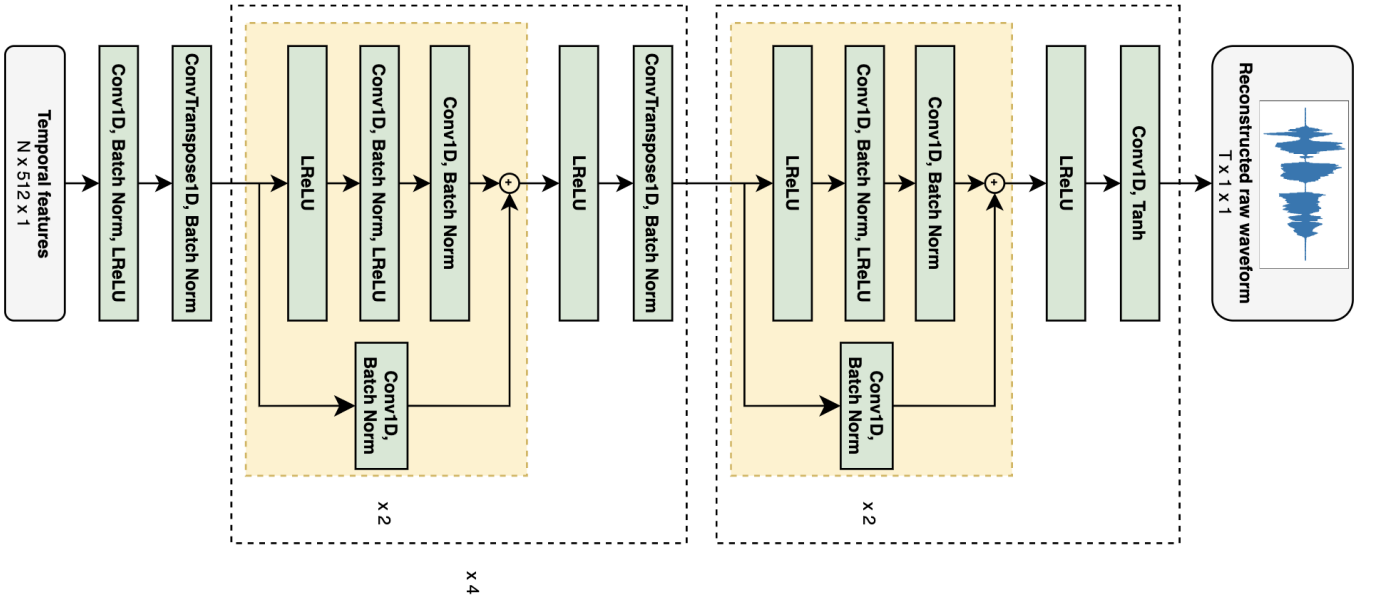 Temporal features
N x 512 x 1
Conv1D, Batch Norm, LReLU
ConvTranspose1D, Batch Norm
LReLU
Conv1D, Batch Norm, LReLU
Conv1D, Batch Norm
+
Conv1D,
Batch Norm
x 2
LReLU
ConvTranspose1D, Batch Norm
x 4
LReLU
Conv1D, Batch Norm, LReLU
Conv1D, Batch Norm
+
Conv1D,
Batch Norm
x 2
LReLU
Conv1D, Tanh
Reconstructed raw waveform
T x 1 x 1